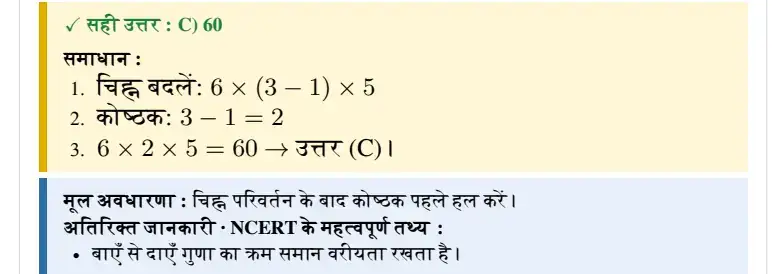 ✓ सही उत्तर : C) 60
समाधान :
1. चिह्न बदलें: 6 × (3 − 1) × 5
2. कोष्ठक: 3 − 1 = 2
3. 6 × 2 × 5 = 60 → उत्तर (C)।
मूल अवधारणा : चिह्न परिवर्तन के बाद कोष्ठक पहले हल करें।
अतिरिक्त जानकारी · NCERT के महत्वपूर्ण तथ्य :
• बाएँ से दाएँ गुणा का क्रम समान वरीयता रखता है।